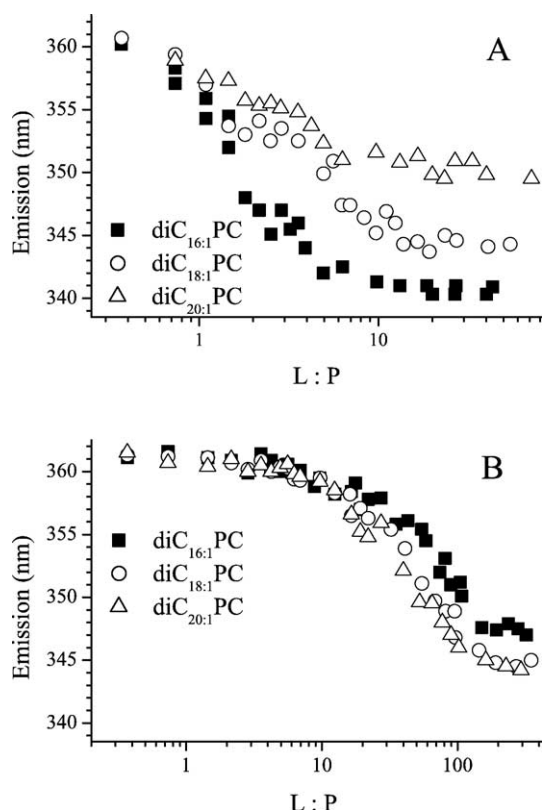 A
360
355
350
345
340
Emission (nm)
diC16:1PC
diC18:1PC
diC20:1PC
1
10
L : P
B
360
355
350
345
340
Emission (nm)
diC16:1PC
diC18:1PC
diC20:1PC
1
10
100
L : P